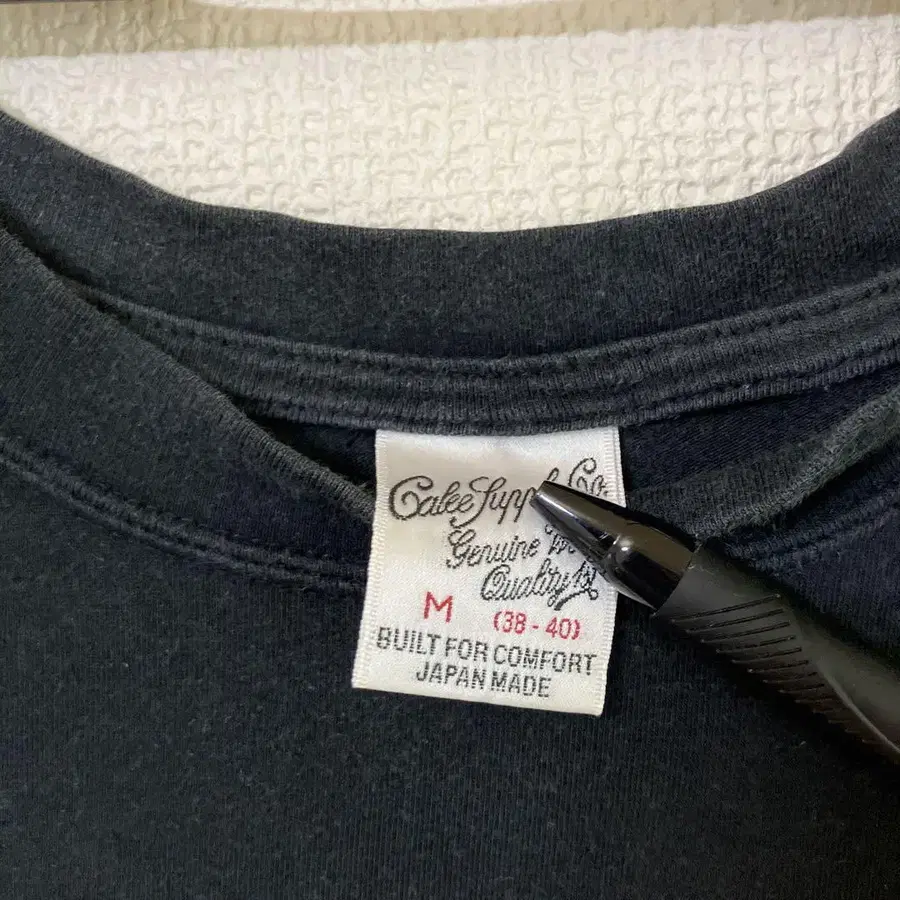 Calee Supply Co.
Genuine
Quality
M (38 - 40)
BUILT FOR COMFORT
JAPAN MADE